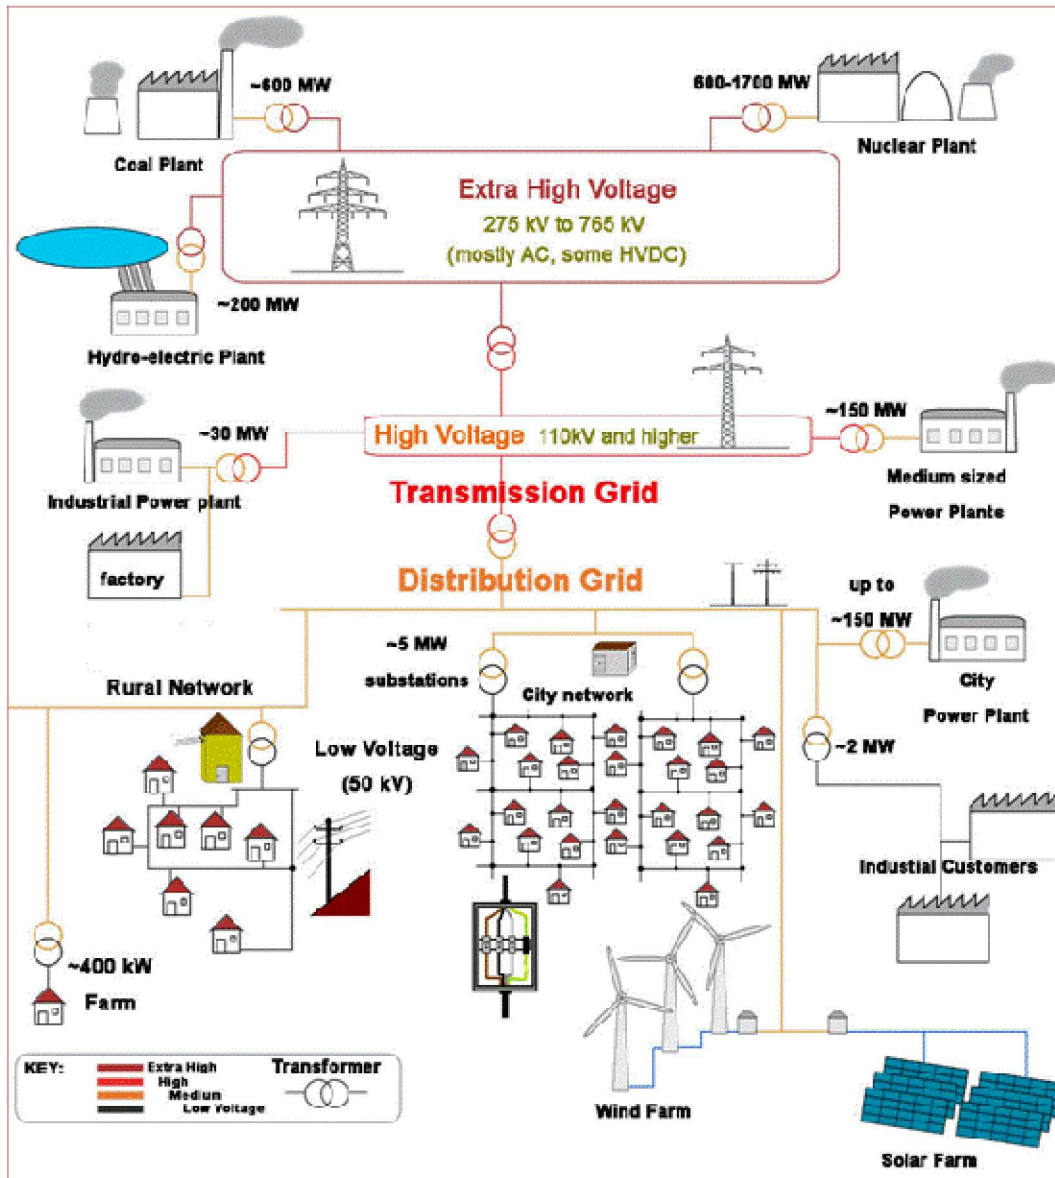 ~600 MW
600-1700 MW
Coal Plant
Nuclear Plant
Extra High Voltage
275 kV to 765 kV
(mostly AC, some HVDC)
~200 MW
Hydro-electric Plant
~30 MW
High Voltage 110kV and higher
~150 MW
Industrial Power plant
Medium sized
Power Plants
Transmission Grid
factory
Distribution Grid
up to
~150 MW
~5 MW
substations
City network
Rural Network
City
Power Plant
Low Voltage
(50 kV)
~2 MW
Industial Customers
~400 kW
Farm
Wind Farm
Solar Farm
KEY:
Extra High
High
Mediun
Low Voltage
Transformer